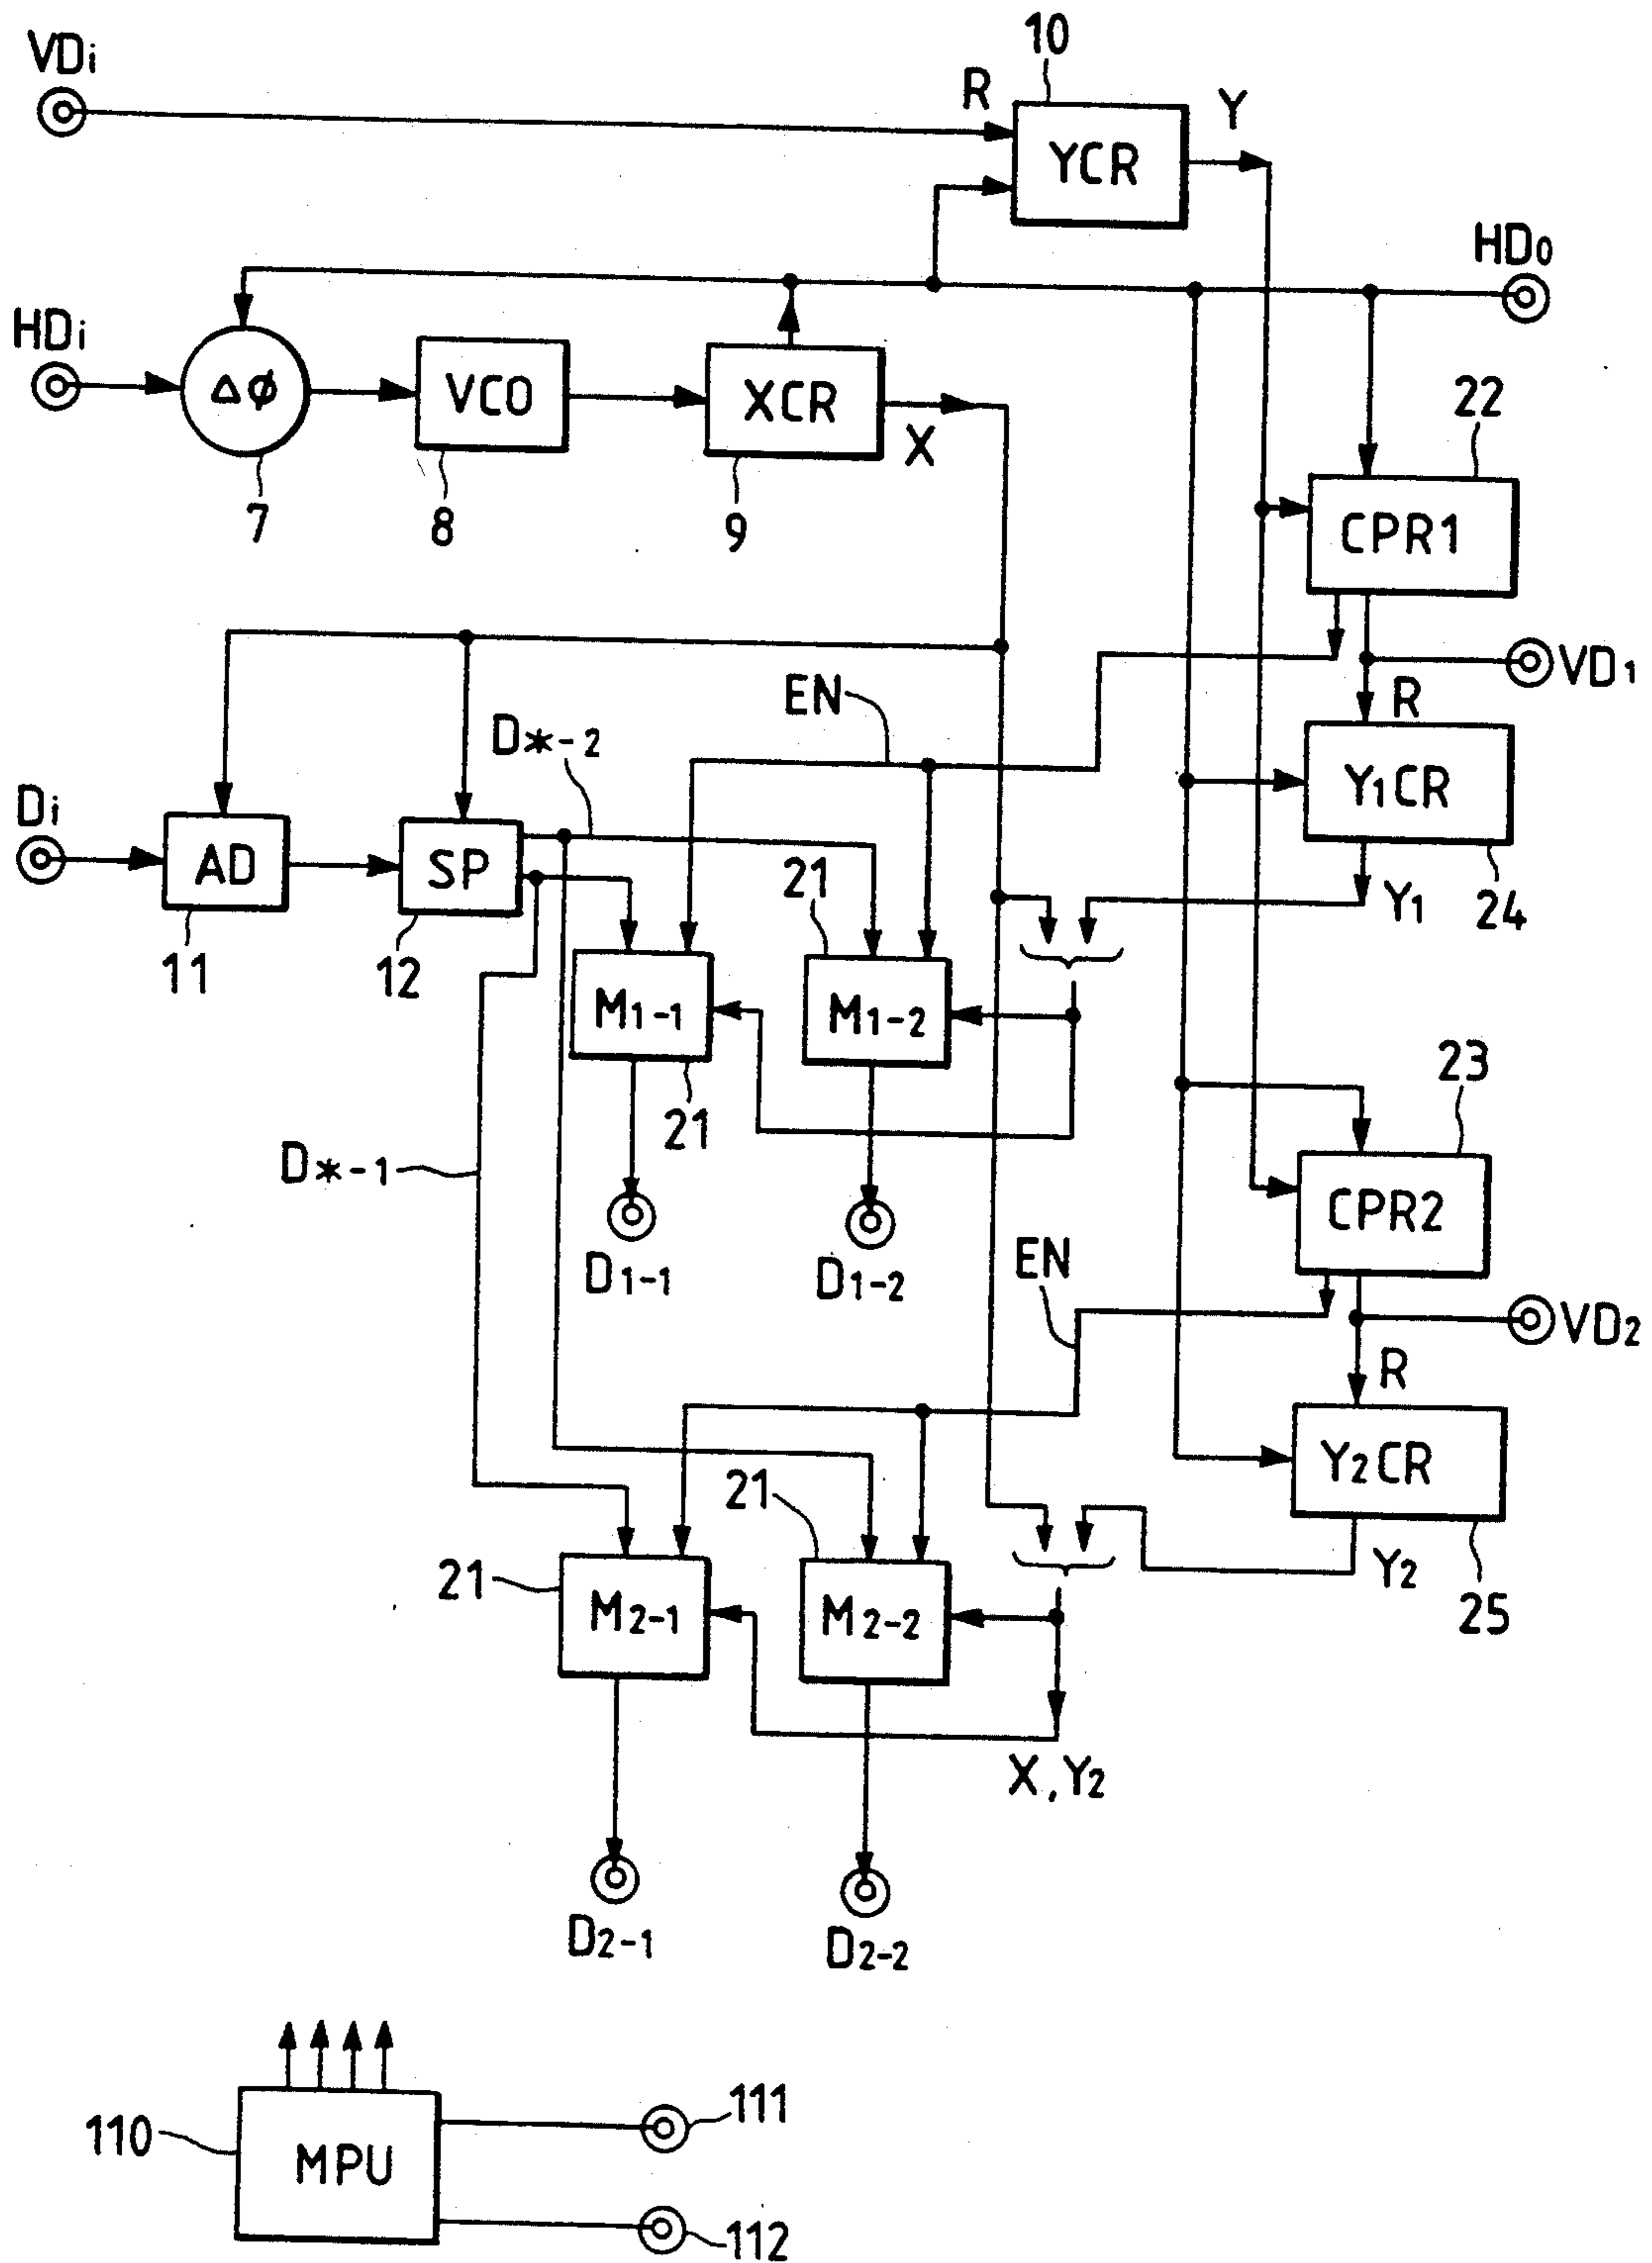 VDi
10
R
YCR
Y
HD0
HDi
Δφ
VCO
XCR
X
7
8
9
22
CPR1
VD1
R
EN
D*-2
Y1CR
Di
AD
SP
21
Y1
24
11
12
M1-1
M1-2
21
23
D*-1
CPR2
D1-1
D1-2
EN
VD2
R
Y2CR
21
21
M2-1
M2-2
Y2
25
X, Y2
D2-1
D2-2
110
MPU
111
112